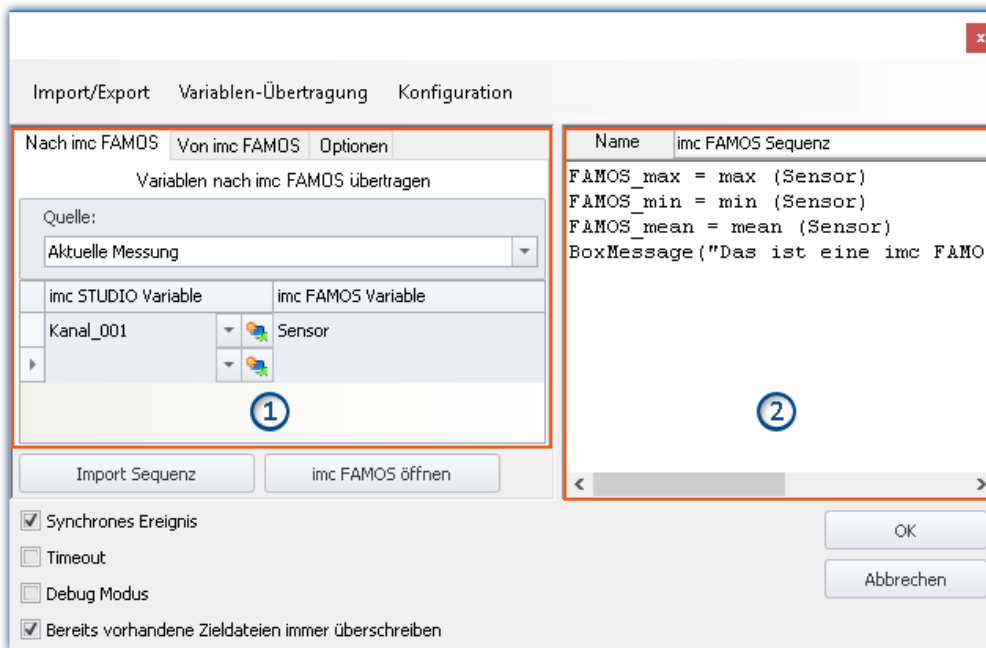 x
Import/Export Variablen-Übertragung Konfiguration
Nach imc FAMOS Von imc FAMOS Optionen
Variablen nach imc FAMOS übertragen
Quelle:
Aktuelle Messung
imc STUDIO Variable imc FAMOS Variable
Kanal_001 Sensor
1
Import Sequenz imc FAMOS öffnen
Name imc FAMOS Sequenz
FAMOS_max = max (Sensor)
FAMOS_min = min (Sensor)
FAMOS_mean = mean (Sensor)
BoxMessage("Das ist eine imc FAMO
2
Synchrones Ereignis
Timeout
Debug Modus
Bereits vorhandene Zieldateien immer überschreiben
OK
Abbrechen